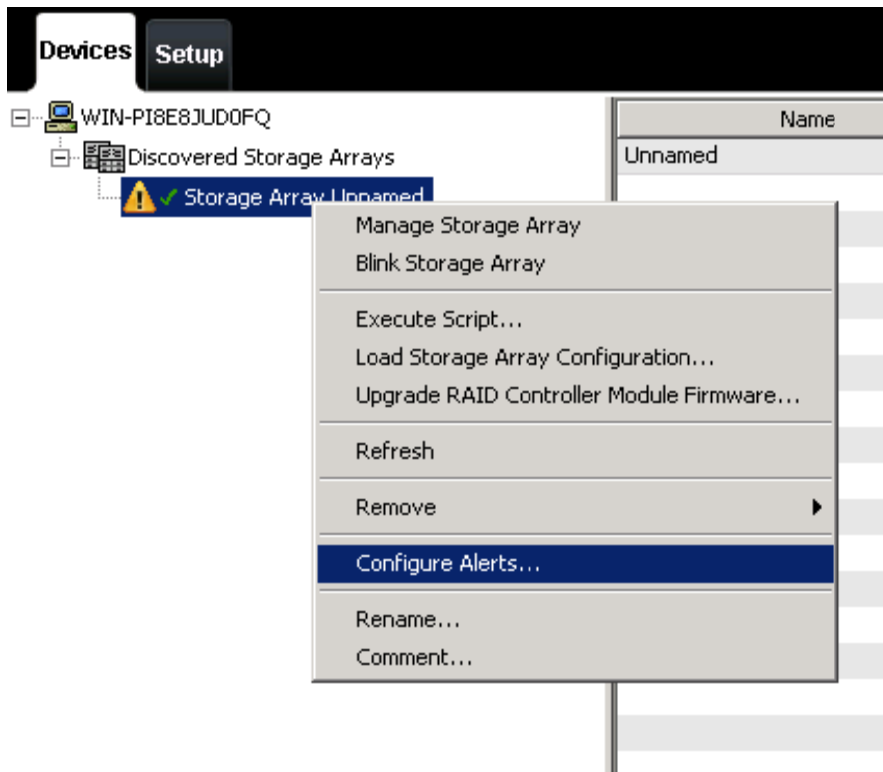 Devices Setup
WIN-PI8E8JUD0FQ
Name
Discovered Storage Arrays
Unnamed
Storage Array Unnamed
Manage Storage Array
Blink Storage Array
Execute Script...
Load Storage Array Configuration...
Upgrade RAID Controller Module Firmware...
Refresh
Remove
Configure Alerts...
Rename...
Comment...